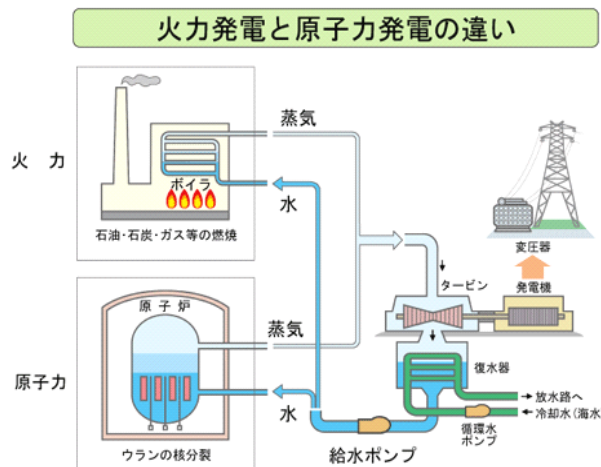 火力発電と原子力発電の違い
蒸気
火 力
ボイラ
水
石油・石炭・ガス等の燃焼
変圧器
タービン
発電機
原子炉
蒸気
復水器
原子力
放水路へ
水
冷却水(海水
循環水
ポンプ
給水ポンプ
ウランの核分裂